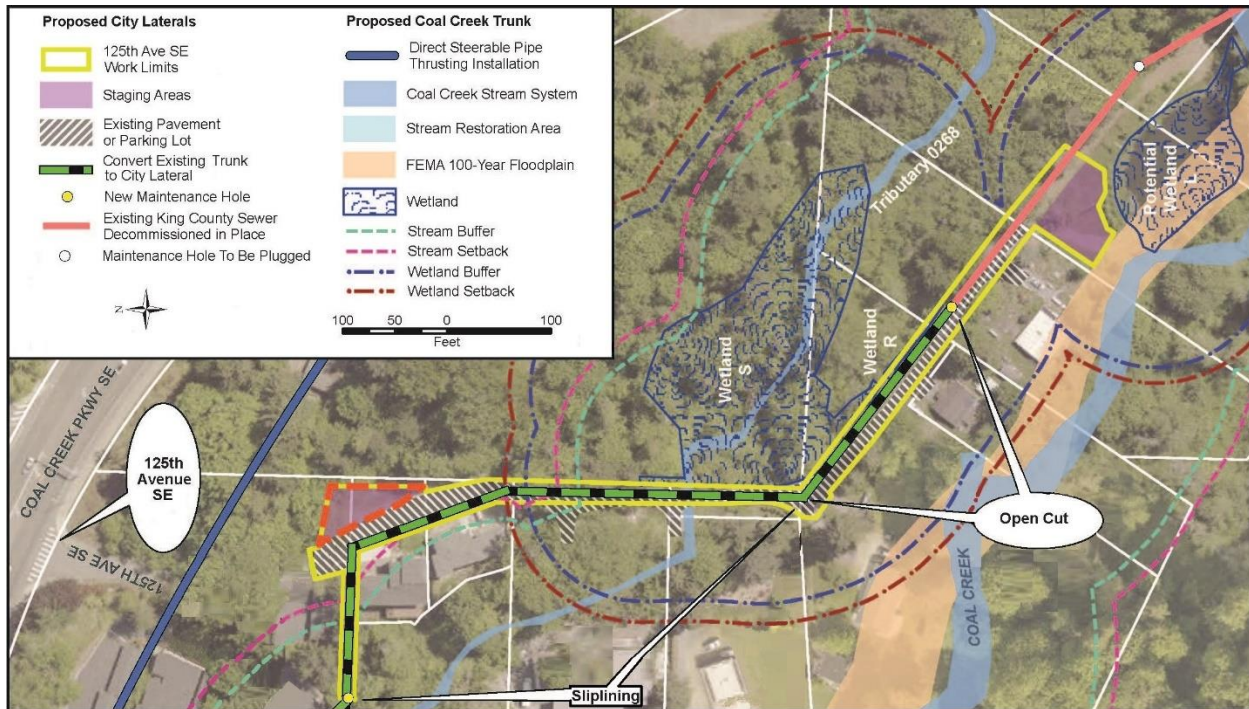 Proposed City Laterals
125th Ave SE
Work Limits
Staging Areas
Existing Pavement
or Parking Lot
Convert Existing Trunk
to City Lateral
New Maintenance Hole
Existing King County Sewer
Decommissioned in Place
Maintenance Hole To Be Plugged
Proposed Coal Creek Trunk
Direct Steerable Pipe
Thrusting Installation
Coal Creek Stream System
Stream Restoration Area
FEMA 100-Year Floodplain
Wetland
Stream Buffer
Stream Setback
Wetland Buffer
Wetland Setback
N
100 50 0 100
Feet
Tributary 0268
Potential
Wetland
Wetland
S
Wetland
R
COAL CREEK PKWY SE
125th
Avenue
SE
125TH AVE SE
Open Cut
COAL CREEK
Sliplining